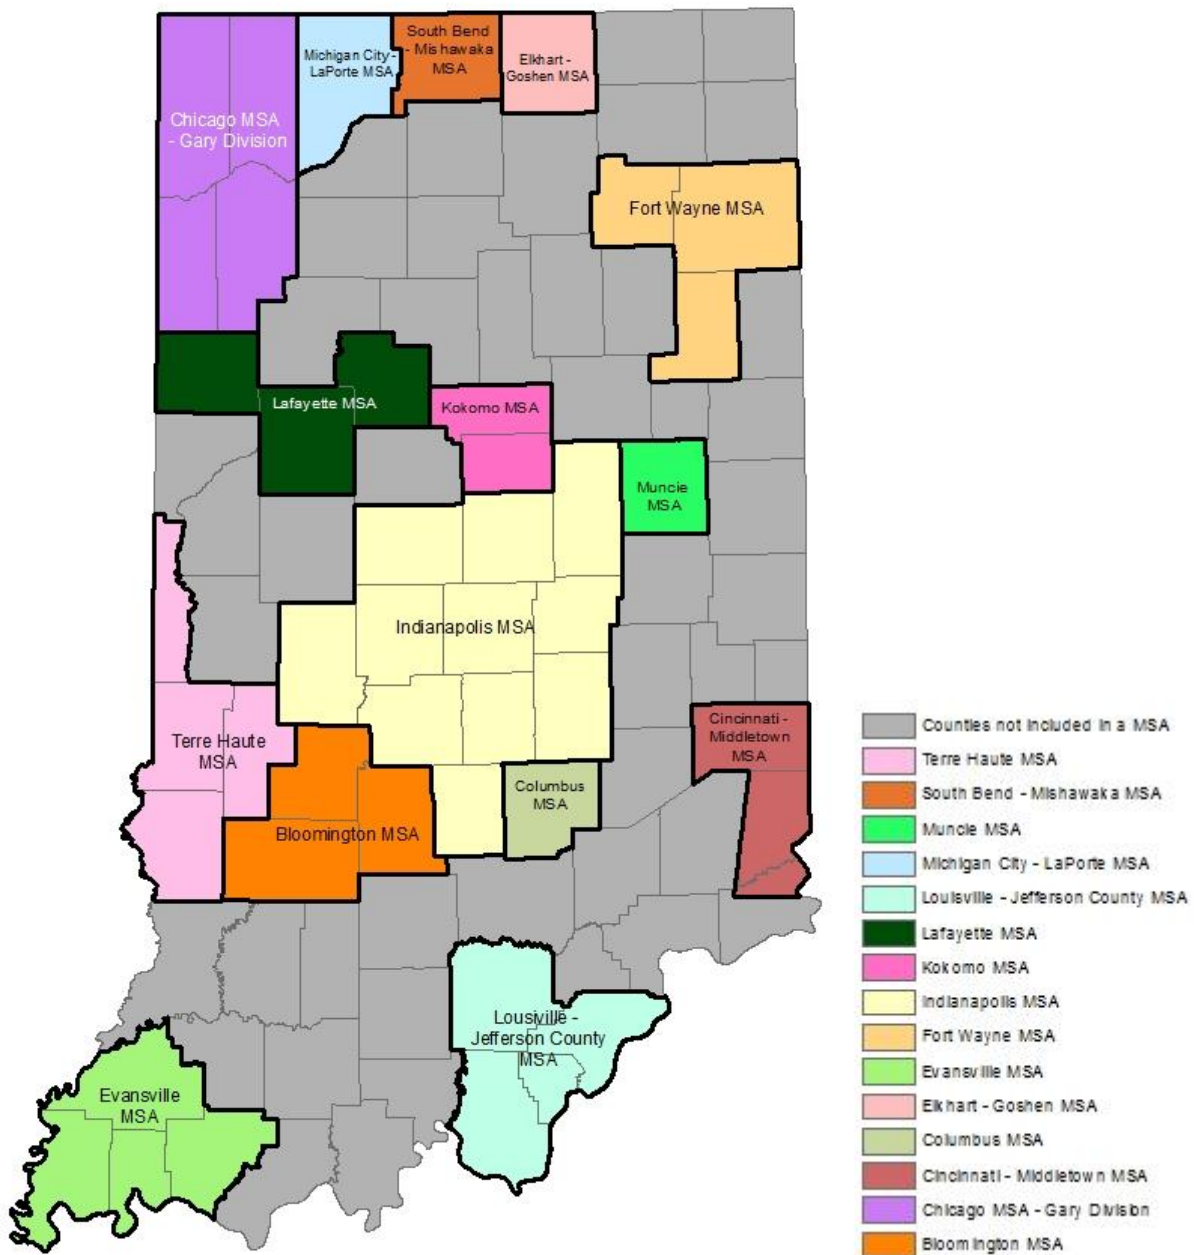 South Bend
- Mishawaka
MSA
Michigan City -
LaPorte MSA
Elkhart -
Goshen MSA
Chicago MSA
- Gary Division
Fort Wayne MSA
Lafayette MSA
Kokomo MSA
Muncie
MSA
Indianapolis MSA
Terre Haute
MSA
Cincinnati -
Middletown
MSA
Columbus
MSA
Bloomington MSA
Lousiville -
Jefferson County
MSA
Evansville
MSA
Counties not included in a MSA
Terre Haute MSA
South Bend - Mishawaka MSA
Muncie MSA
Michigan City - LaPorte MSA
Louisville - Jefferson County MSA
Lafayette MSA
Kokomo MSA
Indianapolis MSA
Fort Wayne MSA
Evansville MSA
Elkhart - Goshen MSA
Columbus MSA
Cincinnati - Middletown MSA
Chicago MSA - Gary Division
Bloomington MSA